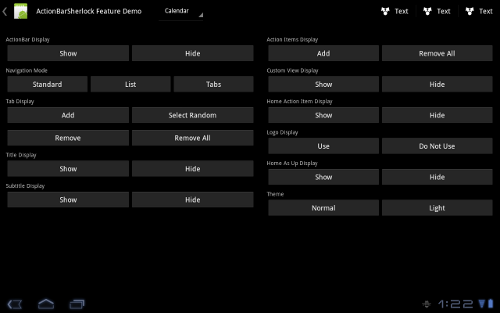 ActionBarSherlock Feature Demo Calendar Text Text Text
ActionBar Display
Show Hide
Navigation Mode
Standard List Tabs
Tab Display
Add Select Random
Remove Remove All
Title Display
Show Hide
Subtitle Display
Show Hide
Action Items Display
Add Remove All
Custom View Display
Show Hide
Home Action Item Display
Show Hide
Logo Display
Use Do Not Use
Home As Up Display
Show Hide
Theme
Normal Light
1:22